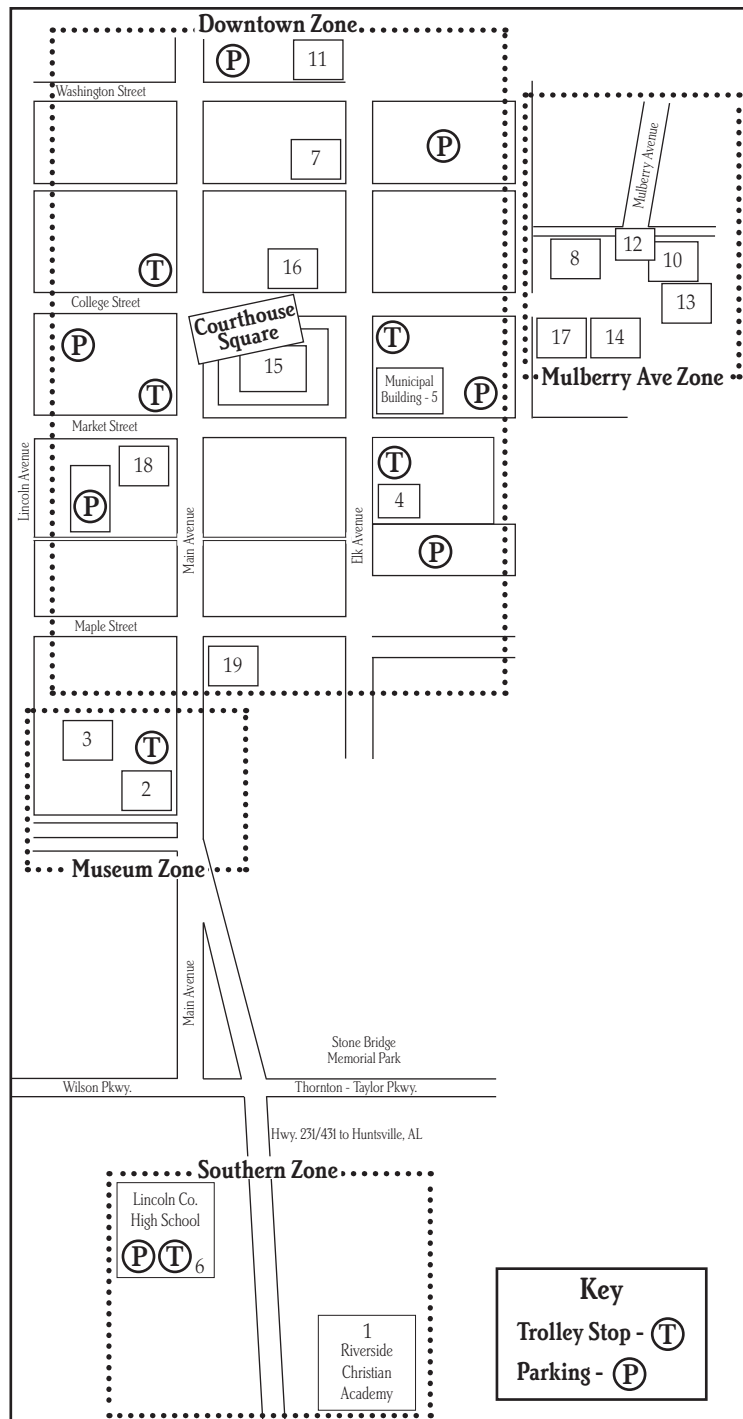 Downtown Zone
P
11
Washington Street
7
P
Mulberry Avenue
T
16
8
12
10
13
College Street
Courthouse
Square
P
T
15
T
Municipal
Building - 5
P
17
14
Mulberry Ave Zone
Market Street
Lincoln Avenue
18
P
Main Avenue
Elk Avenue
T
4
P
Maple Street
19
3
T
2
Museum Zone
Main Avenue
Stone Bridge
Memorial Park
Wilson Pkwy.
Thornton - Taylor Pkwy.
Hwy. 231/431 to Huntsville, AL
Southern Zone
Lincoln Co.
High School
P T 6
1
Riverside
Christian
Academy
Key
Trolley Stop - T
Parking - P